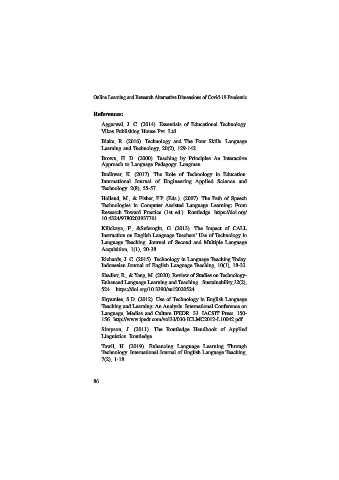 Online Learning and Research Alternative Dimensions of Covid-19 Pandemic
References:
Aggarwal, J. C. (2014). Essentials of Educational Technology.
Vikas Publishing House Pvt. Ltd.
Blake, R. (2016). Technology and The Four Skills. Language
Learning and Technology, 20(2), 129-142
Brown, H. D. (2000). Teaching by Principles An Interactive
Approach to Language Pedagogy. Longman
International Journal of Engineering Applied Science and
Technology. 2(8), 55-57.
Holland, M., & Fisher, F.P. (Eds.). (2007). The Path of Speech
Technologies in Computer Assisted Language Learning: From
Research Toward Practice (1st ed.). Routledge. https://doi.org/
10.4324/9780203937761
Kilickaya, F., &Seferoglu, G. (2013). The Impact of CALL
Instruction on English Language Teachers' Use of Technology in
Language Teaching. Journal of Second and Multiple Language
Acquisition, 1(1), 20-38
Richards, J. C. (2015). Technology in Language Teaching Today.
Indonesian Journal of English Language Teaching, 10(1), 18-32.
Shadiev, R., & Yang, M. (2020). Review of Studies on Technology-
Enhanced Language Learning and Teaching. Sustainability,12(2),
524. https://doi.org/10.3390/su12020524
Shyamlee, S.D. (2012). Use of Technology in English Language
Teaching and Learning: An Analysis. International Conference on
Language, Medias and Culture IPEDR. 33. IACSIT Press. 150-
156. http://www.ipedr.com/vol33/030-ICLMC2012-L10042.pdf
Simpson, J. (2011). The Routledge Handbook of Applied
Linguistics. Routledge.
Tawil, H. (2019). Enhancing Language Learning Through
Technology. International Journal of English Language Teaching,
7(2), 1-18
86